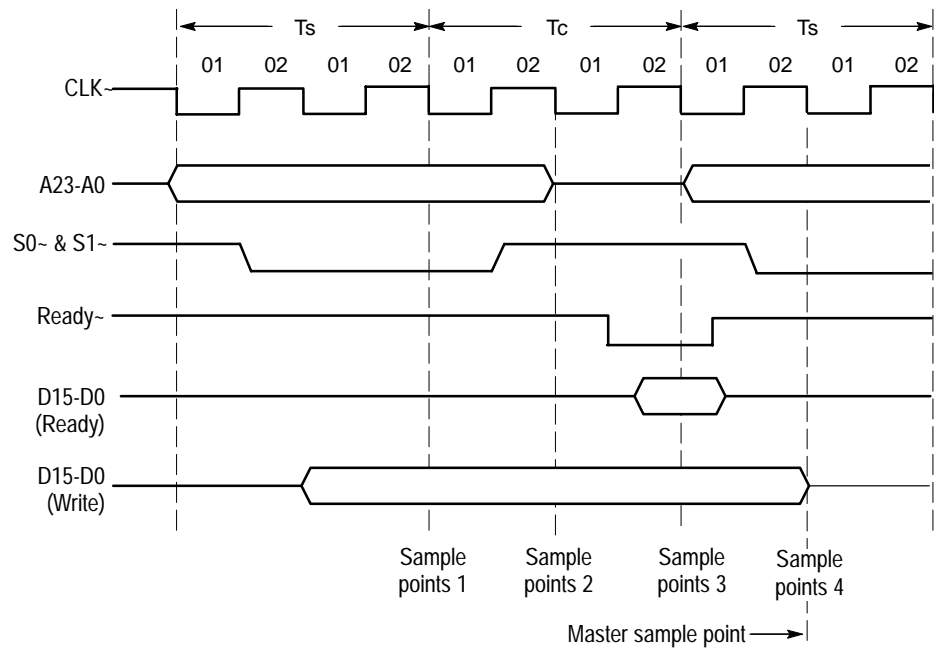 Ts Tc Ts
01 02 01 02 01 02 01 02 01 02 01 02
CLK~
A23-A0
S0~ & S1~
Ready~
D15-D0
(Ready)
D15-D0
(Write)
Sample
points 1
Sample
points 2
Sample
points 3
Sample
points 4
Master sample point